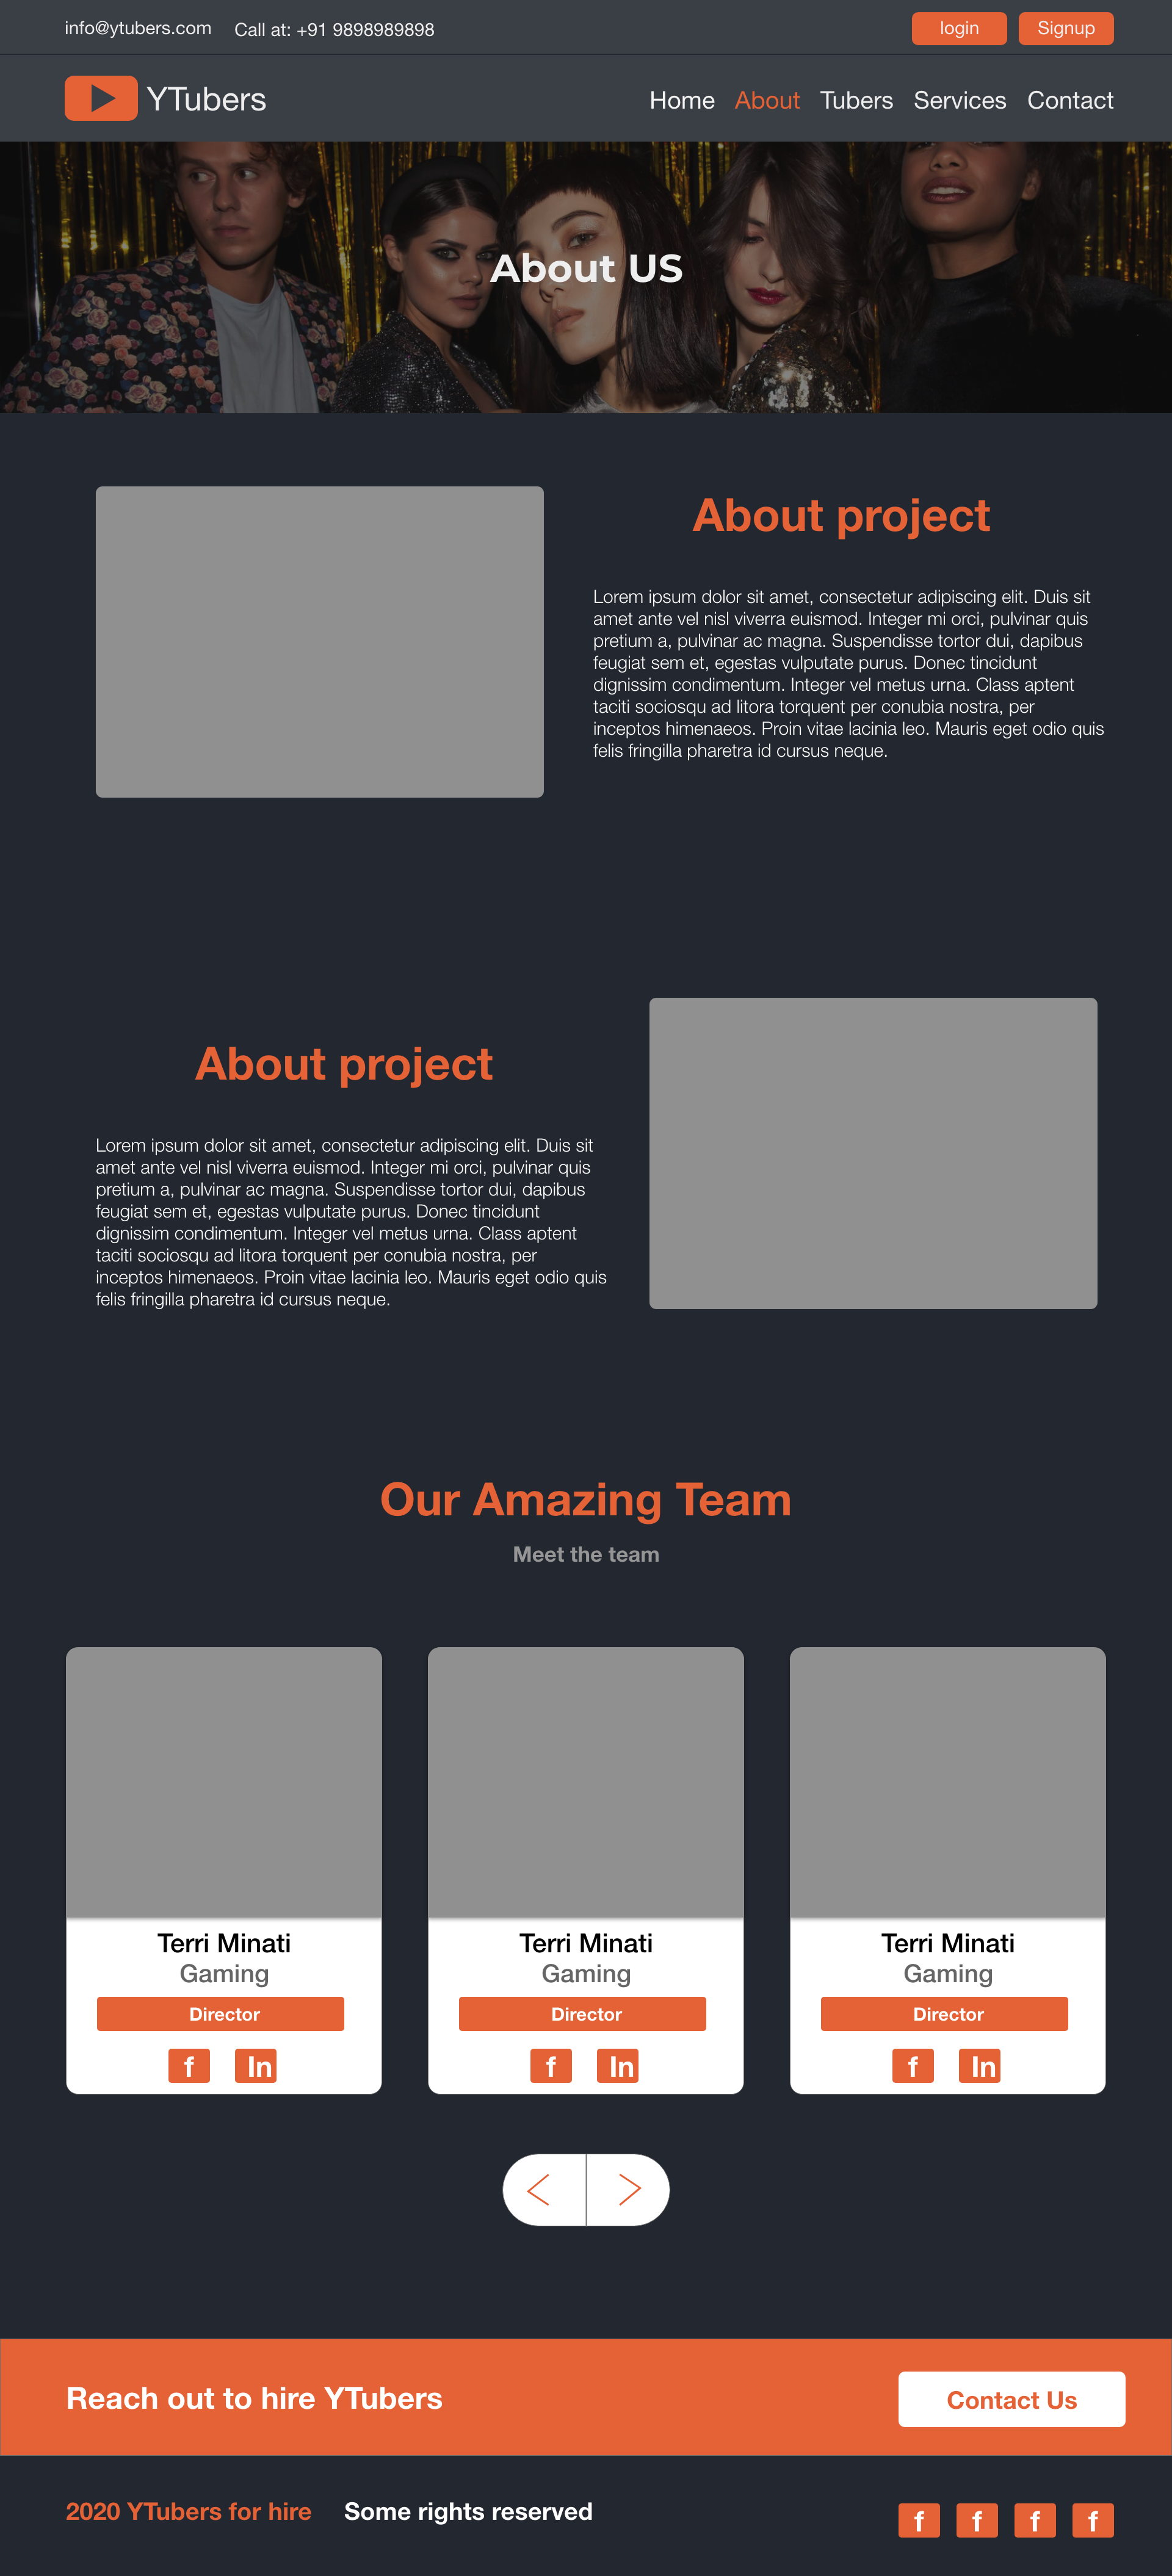 info@ytubers.com Call at: +91 9898989898 login Signup
YTubers Home About Tubers Services Contact
About US
About project
Lorem ipsum dolor sit amet, consectetur adipiscing elit. Duis sit
amet ante vel nisl viverra euismod. Integer mi orci, pulvinar quis
pretium a, pulvinar ac magna. Suspendisse tortor dui, dapibus
feugiat sem et, egestas vulputate purus. Donec tincidunt
dignissim condimentum. Integer vel metus urna. Class aptent
taciti sociosqu ad litora torquent per conubia nostra, per
inceptos himenaeos. Proin vitae lacinia leo. Mauris eget odio quis
felis fringilla pharetra id cursus neque.
About project
Lorem ipsum dolor sit amet, consectetur adipiscing elit. Duis sit
amet ante vel nisl viverra euismod. Integer mi orci, pulvinar quis
pretium a, pulvinar ac magna. Suspendisse tortor dui, dapibus
feugiat sem et, egestas vulputate purus. Donec tincidunt
dignissim condimentum. Integer vel metus urna. Class aptent
taciti sociosqu ad litora torquent per conubia nostra, per
inceptos himenaeos. Proin vitae lacinia leo. Mauris eget odio quis
felis fringilla pharetra id cursus neque.
Our Amazing Team
Meet the team
Terri Minati
Gaming
Director
f In
Terri Minati
Gaming
Director
f In
Terri Minati
Gaming
Director
f In
Reach out to hire YTubers Contact Us
2020 YTubers for hire Some rights reserved f f f f